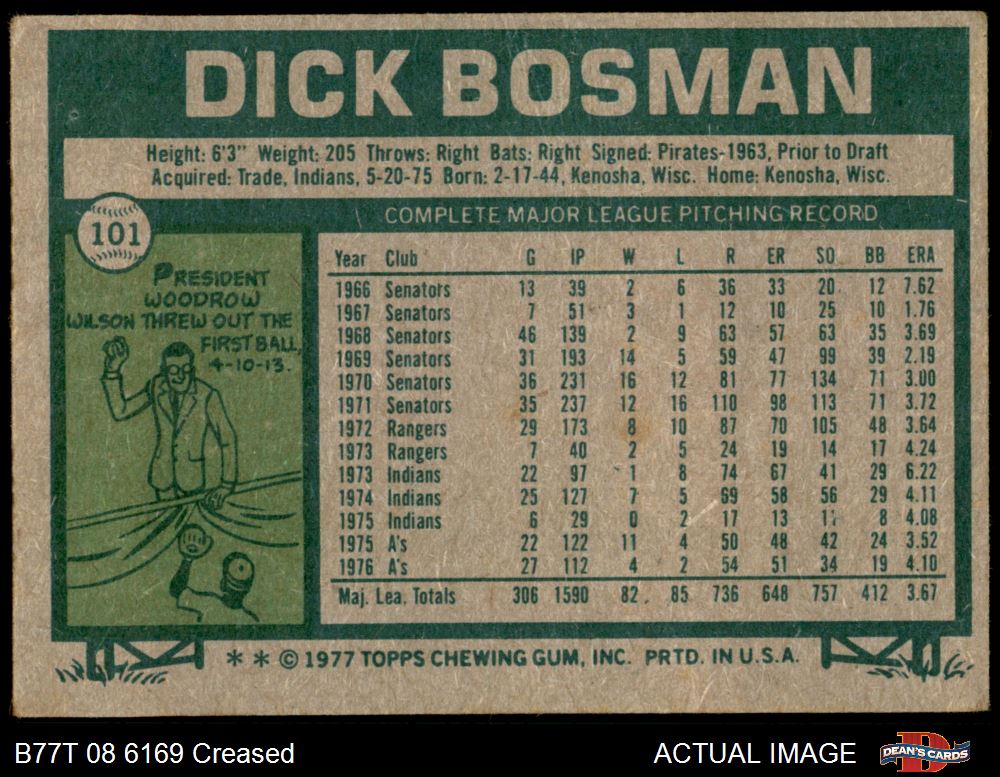 DICK BOSMAN
Height: 6'3" Weight: 205 Throws: Right Bats: Right Signed: Pirates-1963, Prior to Draft
Acquired: Trade, Indians, 5-20-75 Born: 2-17-44, Kenosha, Wisc. Home: Kenosha, Wisc.
101
PRESIDENT
WOODROW
WILSON THREW OUT THE
FIRST BALL,
4-10-13.
COMPLETE MAJOR LEAGUE PITCHING RECORD
Year Club G IP W L R ER SO BB ERA
1966 Senators 13 39 2 6 36 33 20 12 7.62
1967 Senators 7 51 3 1 12 10 25 10 1.76
1968 Senators 46 139 2 9 63 57 63 35 3.69
1969 Senators 31 193 14 5 59 47 99 39 2.19
1970 Senators 36 231 16 12 81 77 134 71 3.00
1971 Senators 35 237 12 16 110 98 113 71 3.72
1972 Rangers 29 173 8 10 87 70 105 48 3.64
1973 Rangers 7 40 2 5 24 19 14 17 4.24
1973 Indians 22 97 1 8 74 67 41 29 6.22
1974 Indians 25 127 7 5 69 58 56 29 4.11
1975 Indians 6 29 0 2 17 13 11 8 4.08
1975 A's 22 122 11 4 50 48 42 24 3.52
1976 A's 27 112 4 2 54 51 34 19 4.10
Maj. Lea. Totals 306 1590 82 85 736 648 757 412 3.67
* * © 1977 TOPPS CHEWING GUM, INC. PRTD. IN U.S.A.
B77T 08 6169 Creased ACTUAL IMAGE
DEAN'S CARDS